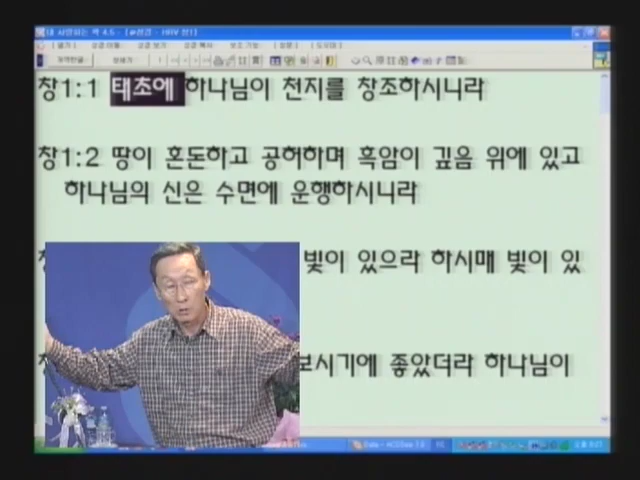 창1:1 태초에 하나님이 천지를 창조하시니라
창1:2 땅이 혼돈하고 공허하며 흑암이 깊음 위에 있고
하나님의 신은 수면에 운행하시니라
빛이 있으라 하시매 빛이 있
보시기에 좋았더라 하나님이